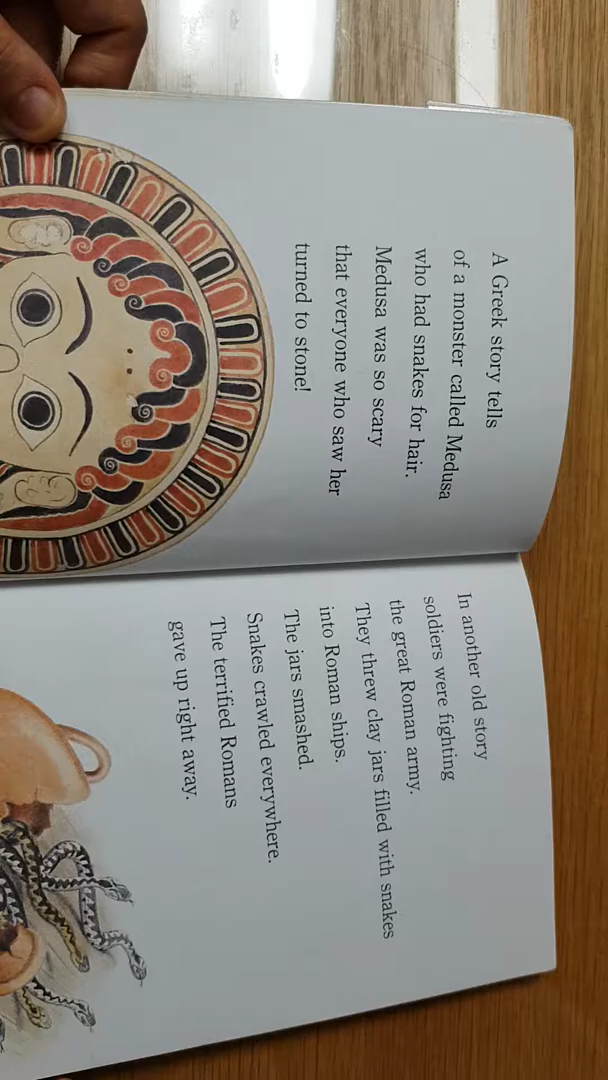 A Greek story tells
of a monster called Medusa
who had snakes for hair.
Medusa was so scary
that everyone who saw her
turned to stone!
In another old story
soldiers were fighting
the great Roman army.
They threw clay jars filled with snakes
into Roman ships.
The jars smashed.
Snakes crawled everywhere.
The terrified Romans
gave up right away.